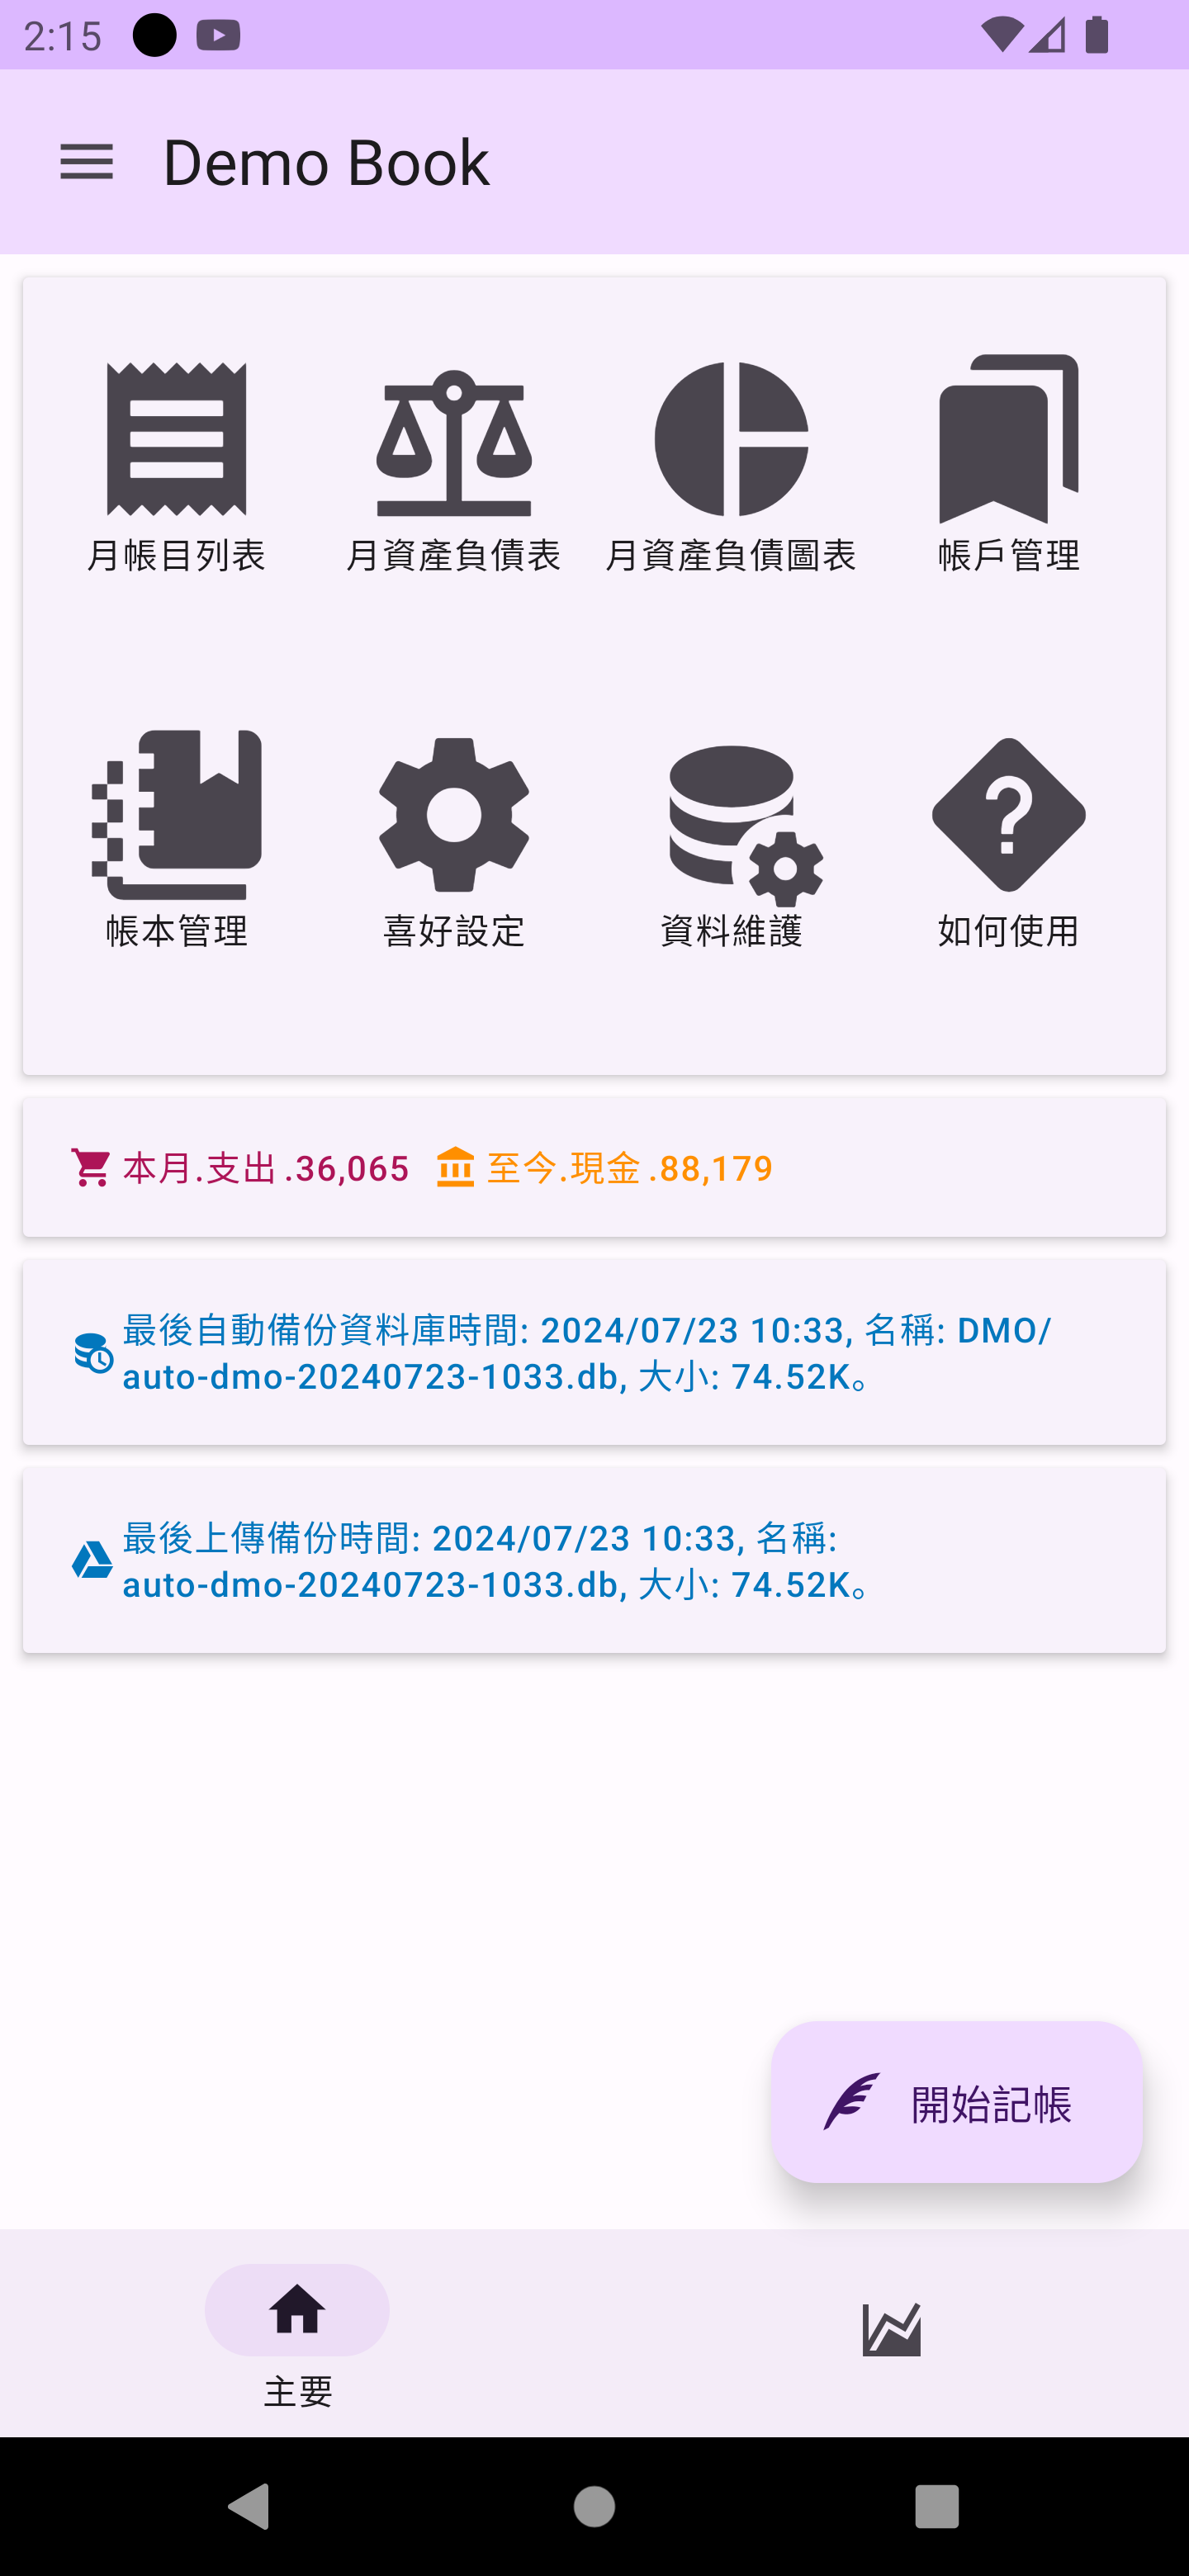 2:15
Demo Book
月帳目列表 月資產負債表 月資產負債圖表 帳戶管理
帳本管理 喜好設定 資料維護 如何使用
本月.支出.36,065 至今.現金.88,179
最後自動備份資料庫時間: 2024/07/23 10:33, 名稱: DMO/
auto-dmo-20240723-1033.db, 大小: 74.52K。
最後上傳備份時間: 2024/07/23 10:33, 名稱:
auto-dmo-20240723-1033.db, 大小: 74.52K。
開始記帳
主要